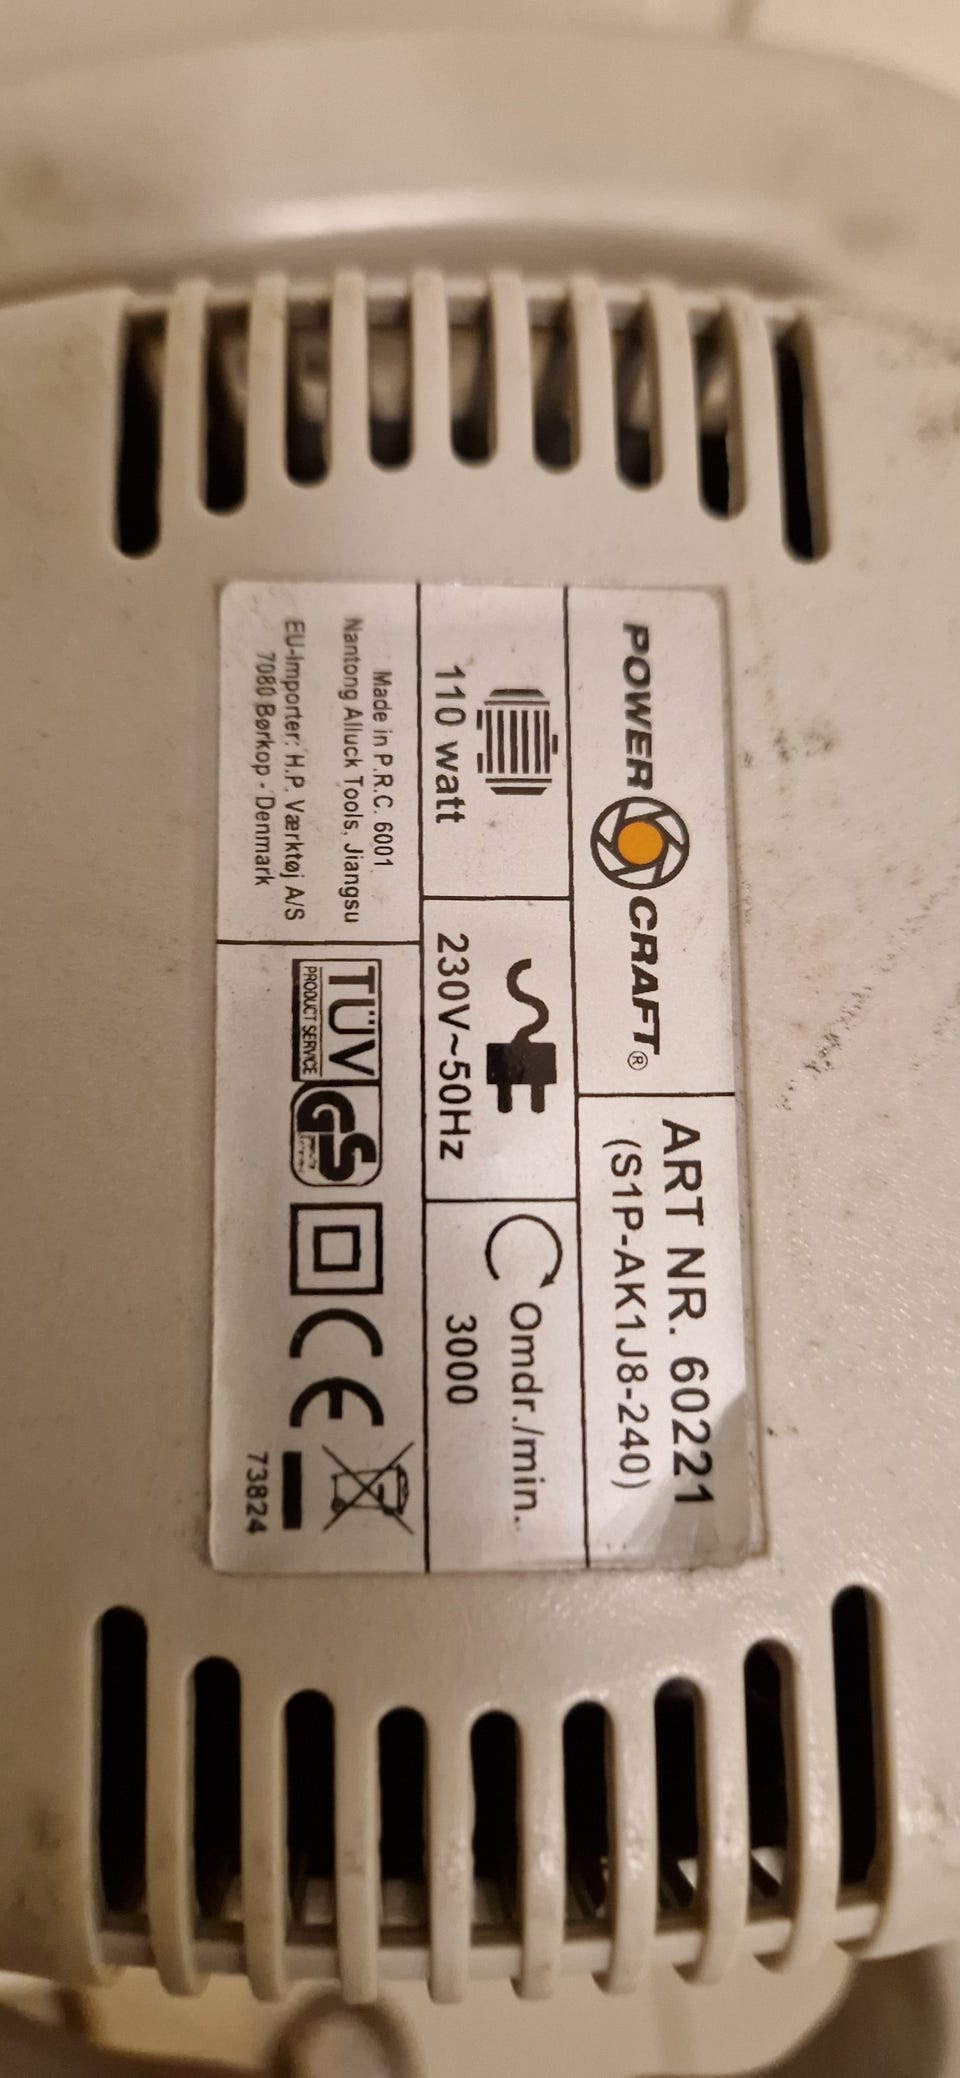 POWER CRAFT®
ART NR. 60221
(S1P-AK1J8-240)
110 watt
230V~50Hz
Omdr./min.
3000
Made in P.R.C. 6001
Nantong Alluck Tools, Jiangsu
EU-Importer: H.P. Værktøj A/S
7080 Børkop - Denmark
TÜV
PRODUCT SERVICE
GS
CE
73824